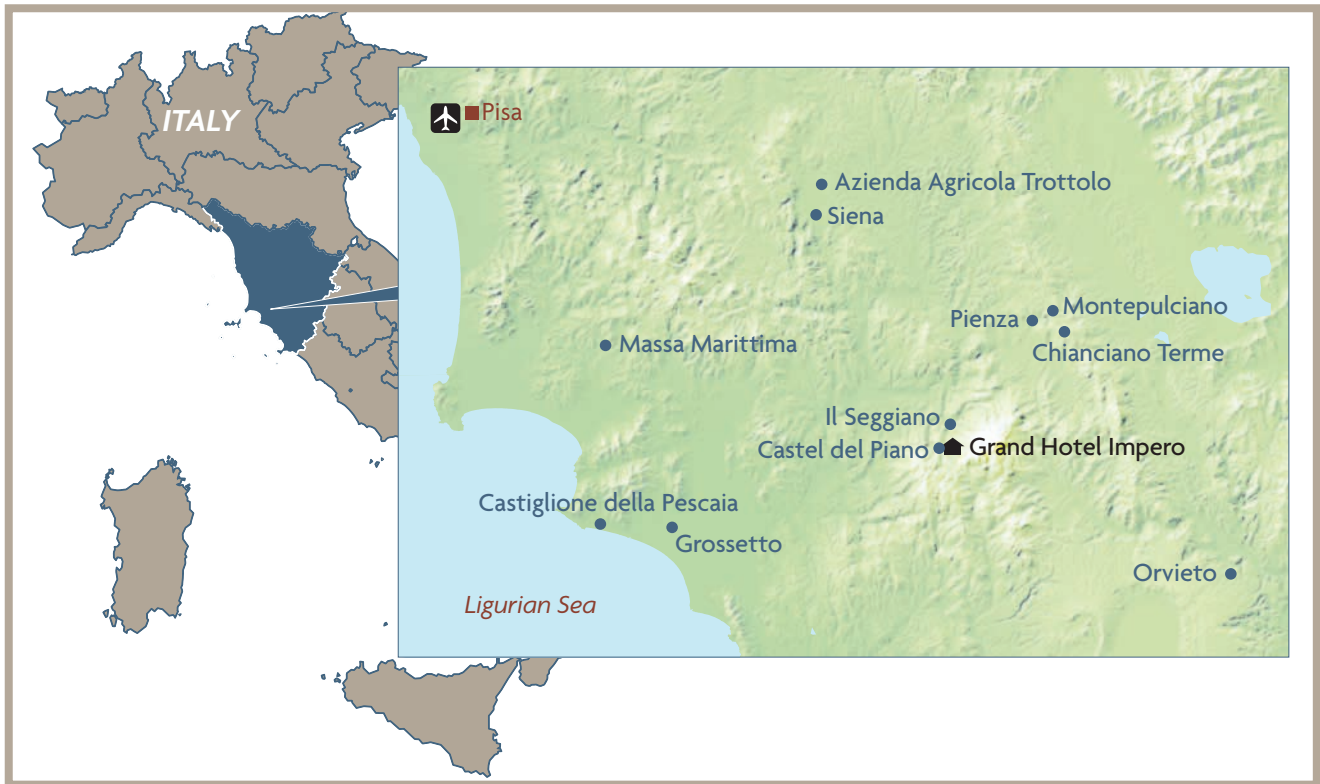 ITALY
Pisa
Azienda Agricola Trottolo
Siena
Montepulciano
Pienza
Chianciano Terme
Massa Marittima
Il Seggiano
Castel del Piano
Grand Hotel Impero
Castiglione della Pescaia
Grossetto
Orvieto
Ligurian Sea